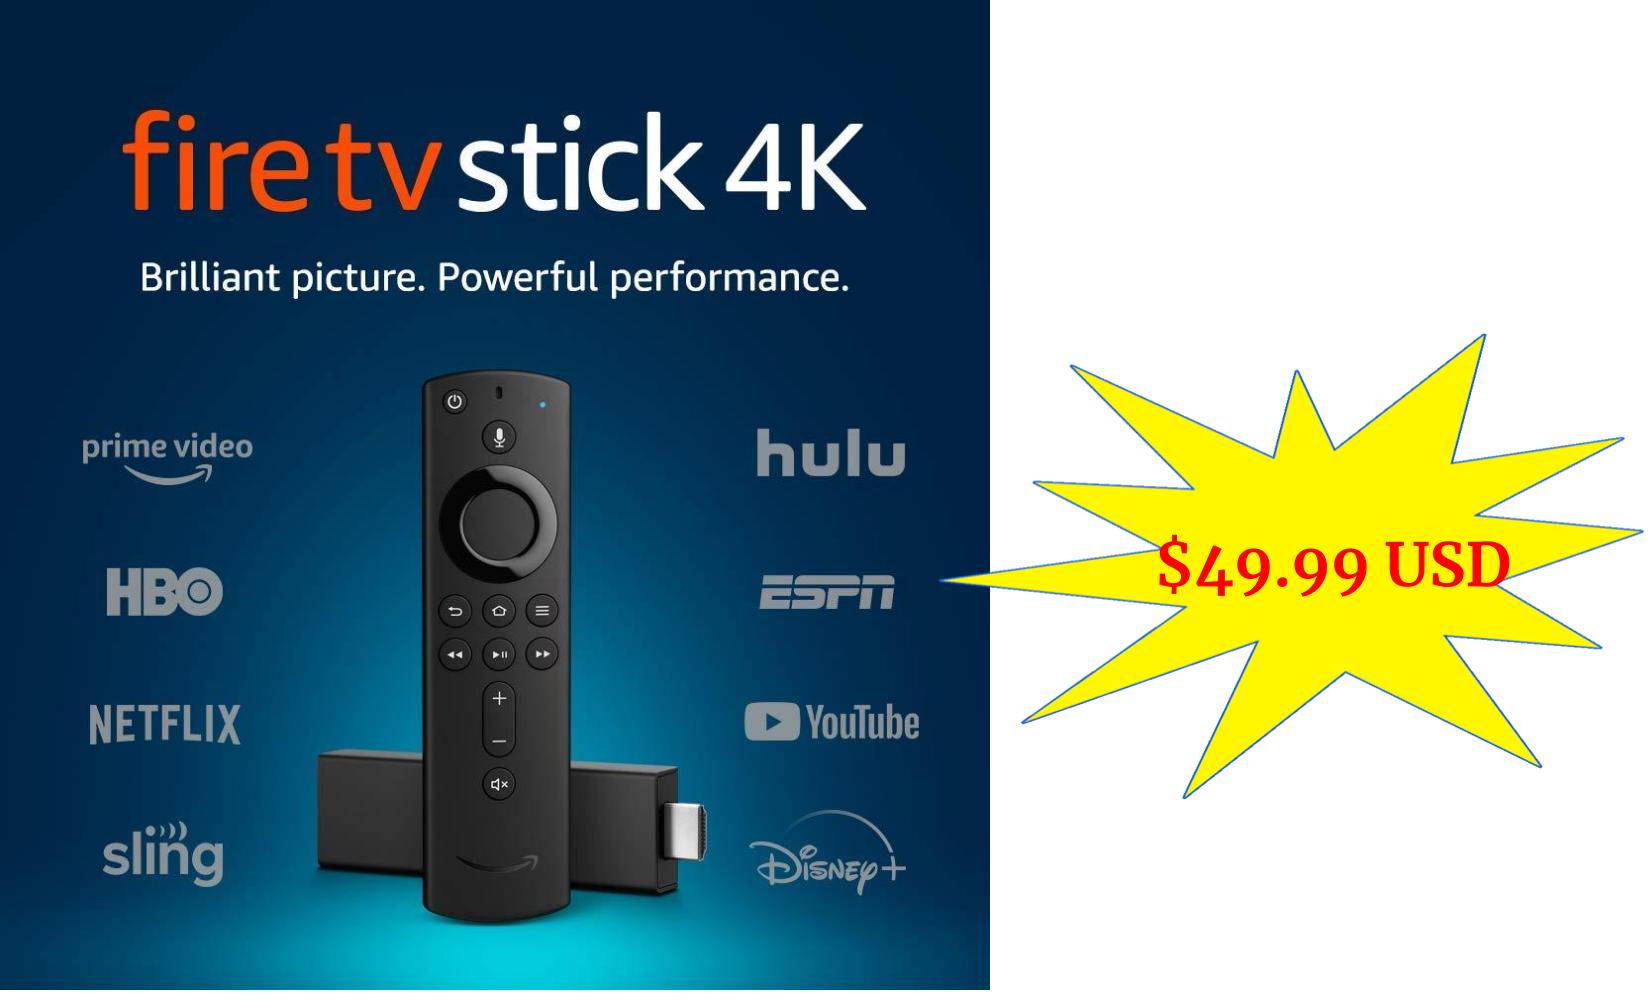 fire tv stick 4K
Brilliant picture. Powerful performance.
prime video
hulu
HBO
ESPN
NETFLIX
YouTube
sling
Disney+
$49.99 USD